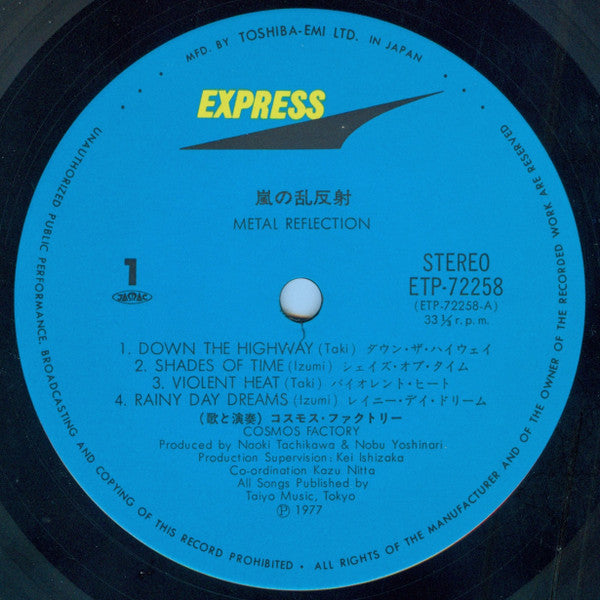 MFD. BY TOSHIBA-EMI LTD. IN JAPAN
EXPRESS
嵐の乱反射
METAL REFLECTION
1
JASRAC
STEREO
ETP-72258
(ETP-72258-A)
33 ⅓ r. p. m.
1. DOWN THE HIGHWAY (Taki) ダウン・ザ・ハイウェイ
2. SHADES OF TIME (Izumi) シェイズ・オブ・タイム
3. VIOLENT HEAT (Taki) バイオレント・ヒート
4. RAINY DAY DREAMS (Izumi) レイニー・デイ・ドリーム
(歌と演奏) コスモス・ファクトリー
COSMOS FACTORY
Produced by Naoki Tachikawa & Nobu Yoshinari
Production Supervision : Kei Ishizaka
Co-ordination Kazu Nitta
All Songs Published by
Taiyo Music, Tokyo
Ⓟ 1977
UNAUTHORIZED PUBLIC PERFORMANCE, BROADCASTING AND COPYING OF THIS RECORD PROHIBITED • ALL RIGHTS OF THE MANUFACTURER AND OF THE OWNER OF THE RECORDED WORK ARE RESERVED